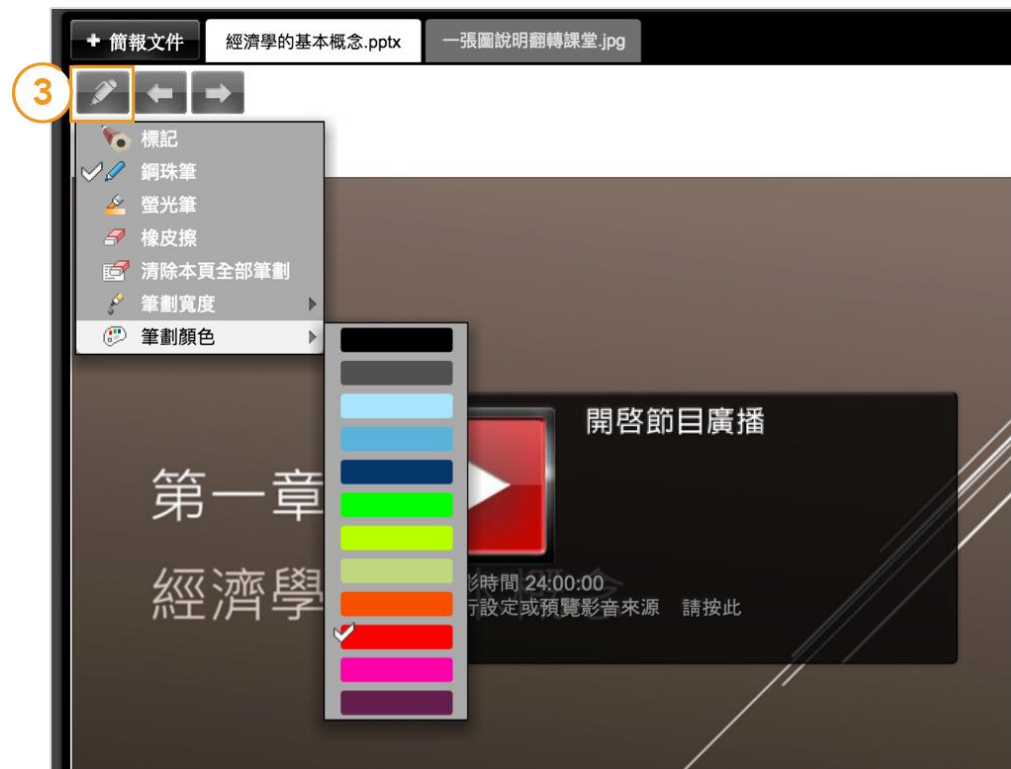 + 簡報文件 經濟學的基本概念.pptx 一張圖說明翻轉課堂.jpg
3
標記
鋼珠筆
螢光筆
橡皮擦
清除本頁全部筆劃
筆劃寬度
筆劃顏色
開啓節目廣播
第一章
經濟學 本概念
影時間 24:00:00
行設定或預覽影音來源 請按此